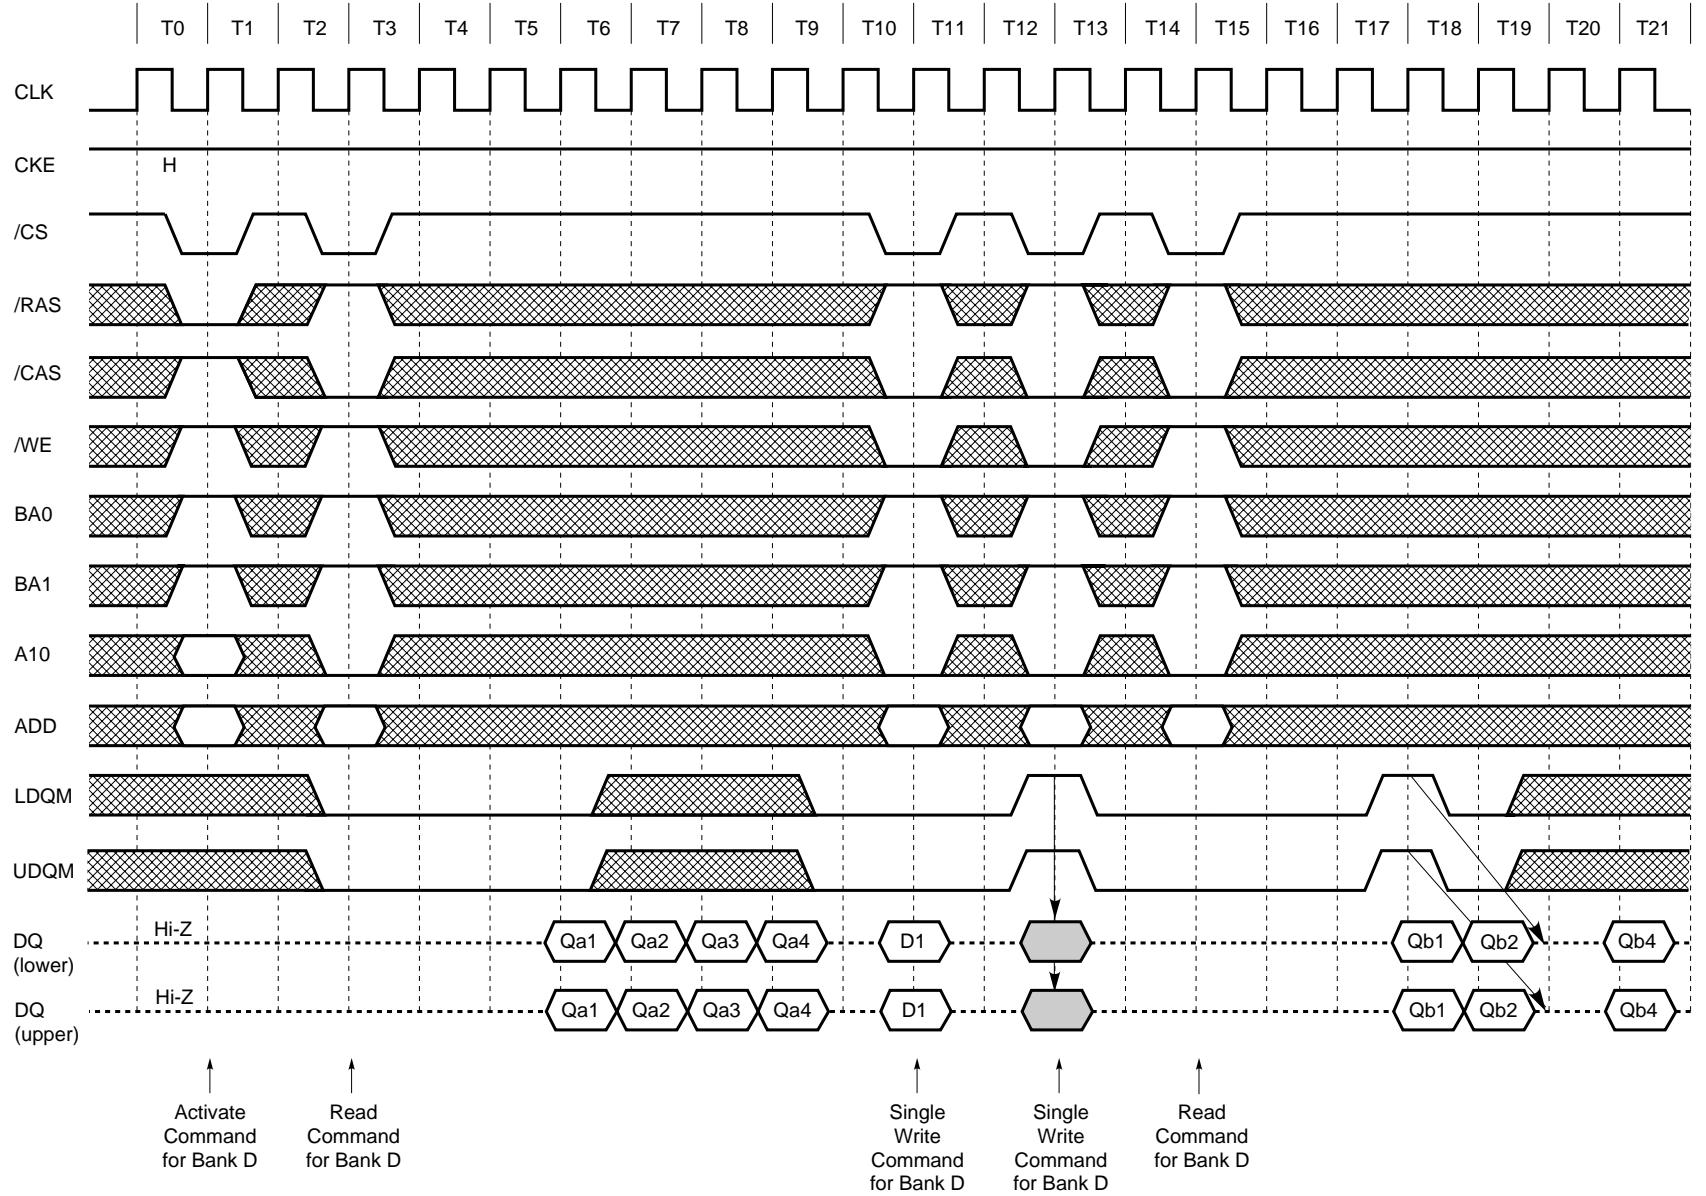 T0 T1 T2 T3 T4 T5 T6 T7 T8 T9 T10 T11 T12 T13 T14 T15 T16 T17 T18 T19 T20 T21
CLK
CKE H
/CS
/RAS
/CAS
/WE
BA0
BA1
A10
ADD
LDQM
UDQM
DQ
(lower)
Hi-Z
Qa1 Qa2 Qa3 Qa4 D1 Qb1 Qb2 Qb4
DQ
(upper)
Hi-Z
Qa1 Qa2 Qa3 Qa4 D1 Qb1 Qb2 Qb4
Activate
Command
for Bank D
Read
Command
for Bank D
Single
Write
Command
for Bank D
Single
Write
Command
for Bank D
Read
Command
for Bank D